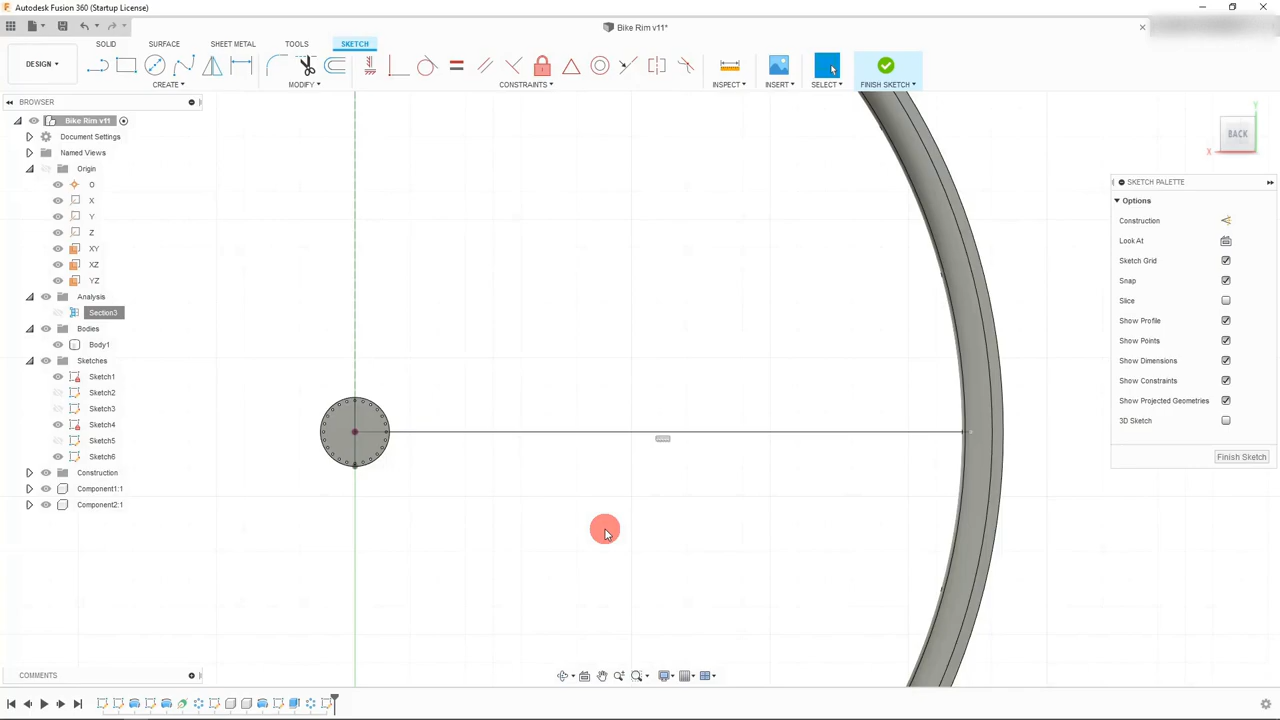 Autodesk Fusion 360 (Startup License)
Bike Rim v11*
SOLID SURFACE SHEET METAL TOOLS SKETCH
DESIGN ▾
CREATE ▾ MODIFY ▾ CONSTRAINTS ▾ INSPECT ▾ INSERT ▾ SELECT ▾ FINISH SKETCH ▾
BROWSER
Bike Rim v11
Document Settings
Named Views
Origin
O
X
Y
Z
XY
XZ
YZ
Analysis
Section3
Bodies
Body1
Sketches
Sketch1
Sketch2
Sketch3
Sketch4
Sketch5
Sketch6
Construction
Component1:1
Component2:1
BACK
X
Y
SKETCH PALETTE
Options
Construction
Look At
Sketch Grid
Snap
Slice
Show Profile
Show Points
Show Dimensions
Show Constraints
Show Projected Geometries
3D Sketch
Finish Sketch
COMMENTS